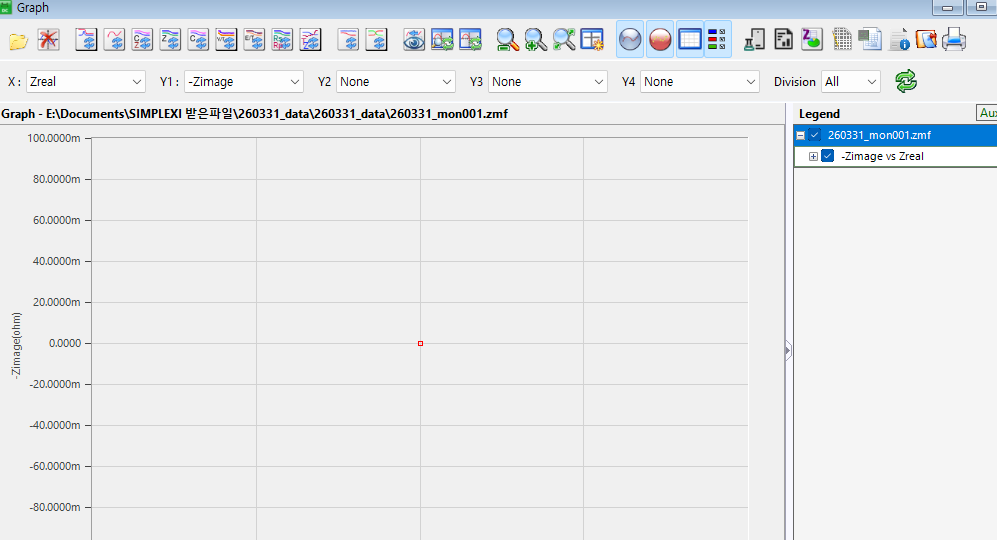 Graph
X : Zreal Y1 : -Zimage Y2 None Y3 None Y4 None Division All
Graph - E:\Documents\SIMPLEXI 받은파일\260331_data\260331_data\260331_mon001.zmf
Legend
Aux
260331_mon001.zmf
-Zimage vs Zreal
100.0000m
80.0000m
60.0000m
40.0000m
20.0000m
0.0000
-20.0000m
-40.0000m
-60.0000m
-80.0000m
-Zimage(ohm)